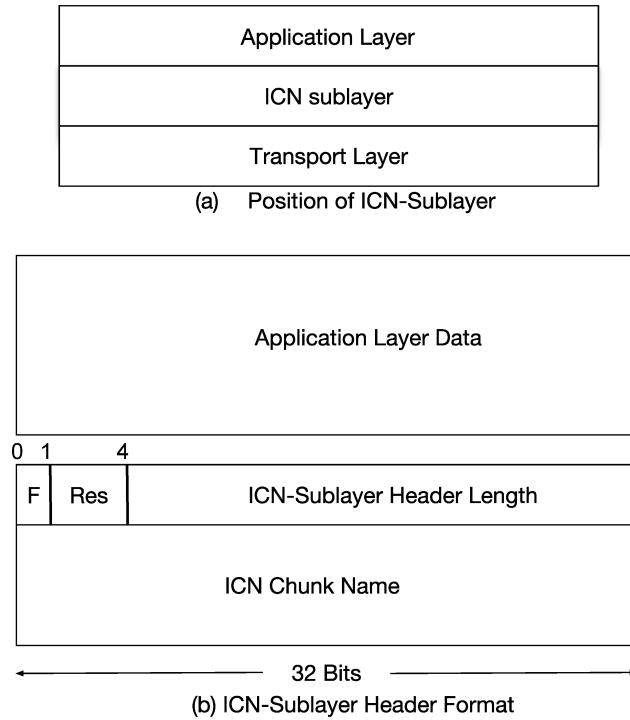 Application Layer
ICN sublayer
Transport Layer
(a) Position of ICN-Sublayer
Application Layer Data
0 1 4
F Res ICN-Sublayer Header Length
ICN Chunk Name
32 Bits
(b) ICN-Sublayer Header Format